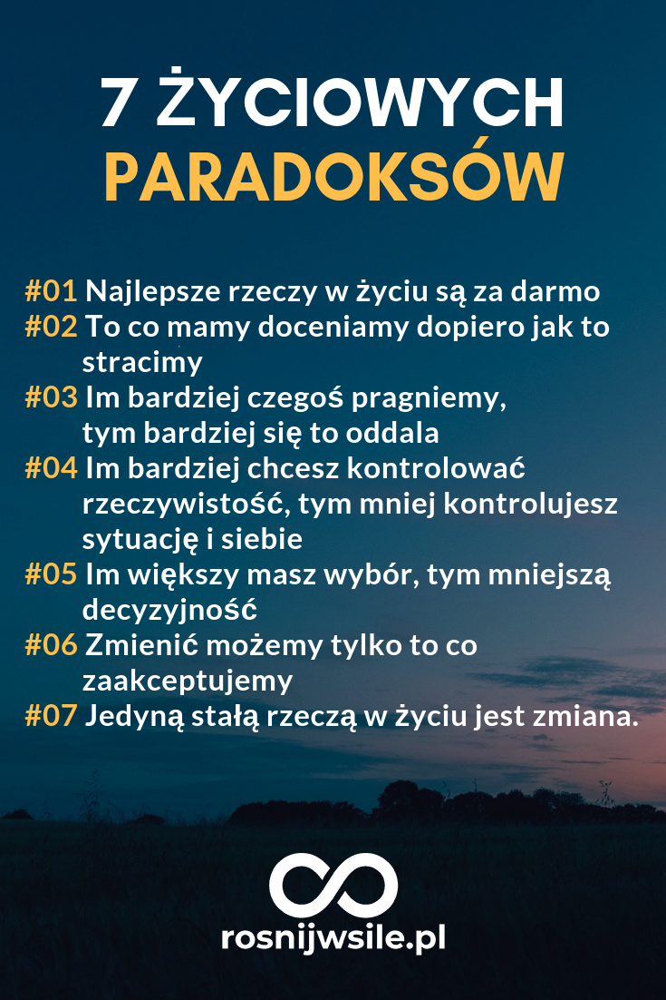 7 ŻYCIOWYCH
PARADOKSÓW
#01 Najlepsze rzeczy w życiu są za darmo
#02 To co mamy doceniamy dopiero jak to
stracimy
#03 Im bardziej czegoś pragniemy,
tym bardziej się to oddala
#04 Im bardziej chcesz kontrolować
rzeczywistość, tym mniej kontrolujesz
sytuację i siebie
#05 Im większy masz wybór, tym mniejszą
decyzyjność
#06 Zmienić możemy tylko to co
zaakceptujemy
#07 Jedyną stałą rzeczą w życiu jest zmiana.
rosnijwsile.pl